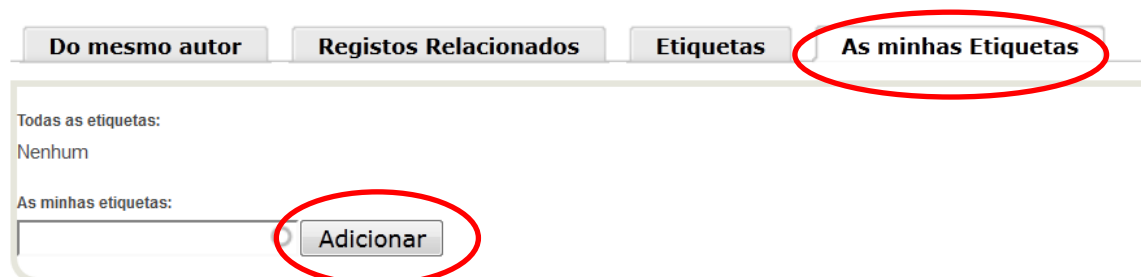 Do mesmo autor Registos Relacionados Etiquetas As minhas Etiquetas
Todas as etiquetas:
Nenhum
As minhas etiquetas:
Adicionar